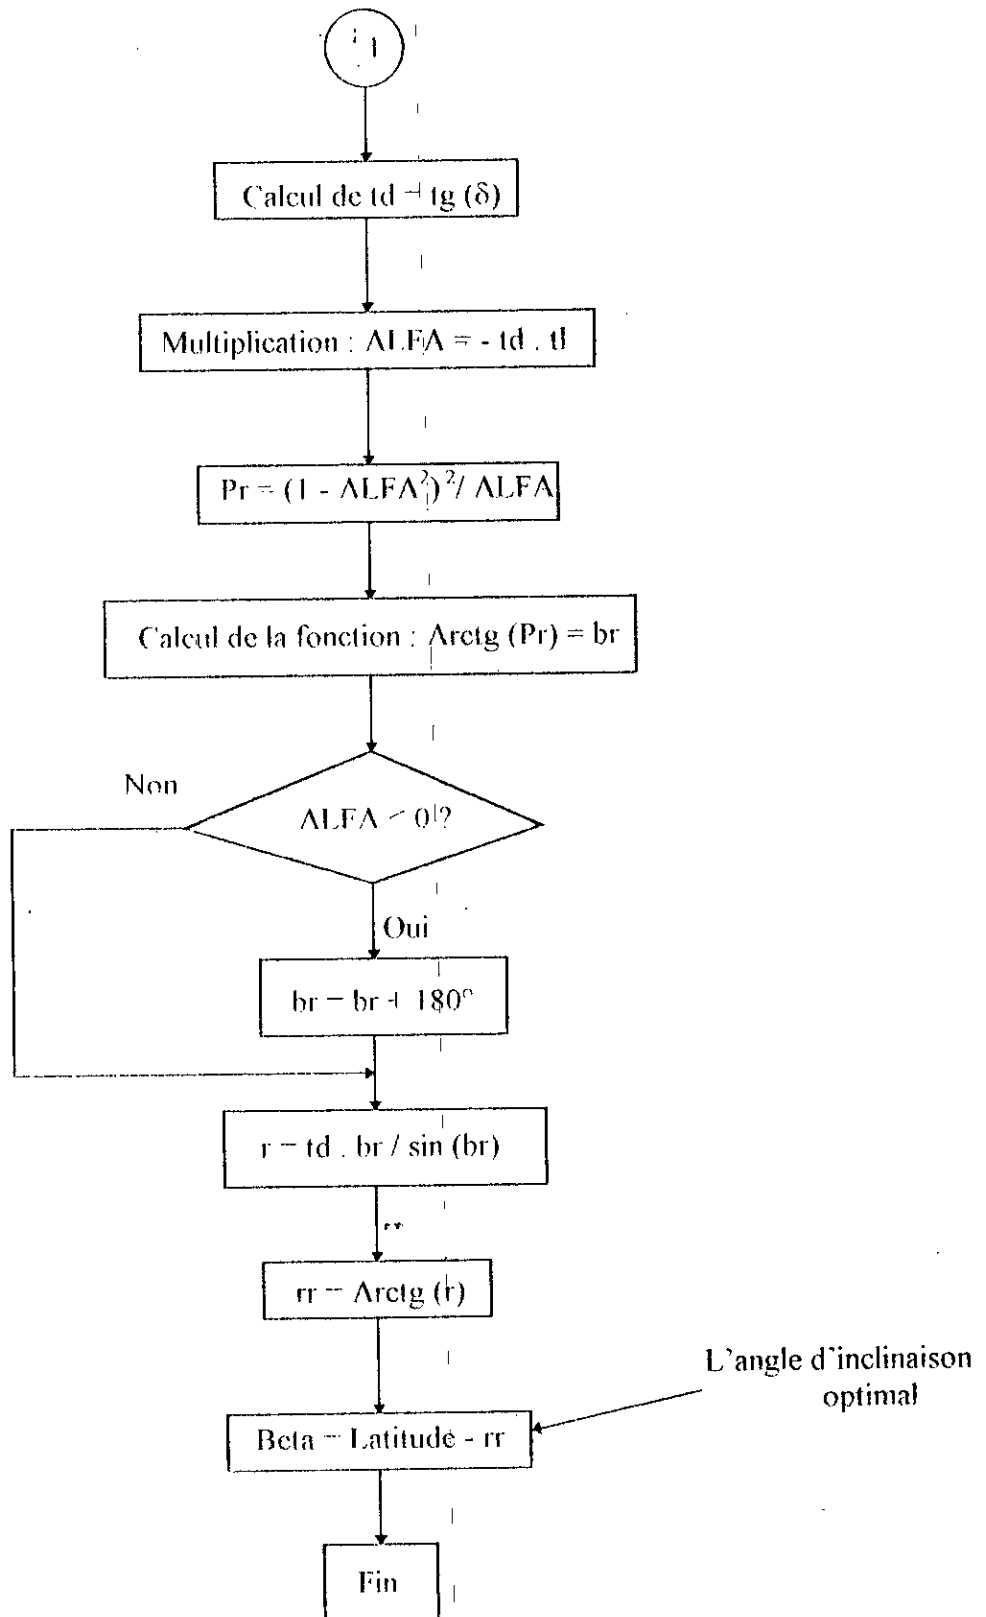 1
Calcul de td = tg (δ)
Multiplication : ALFA = - td . tl
Pr = (1 - ALFA²)² / ALFA
Calcul de la fonction : Arctg (Pr) = br
Non
ALFA < 0 ?
Oui
br = br + 180°
r = td . br / sin (br)
rr = Arctg (r)
L'angle d'inclinaison
optimal
Beta = Latitude - rr
Fin